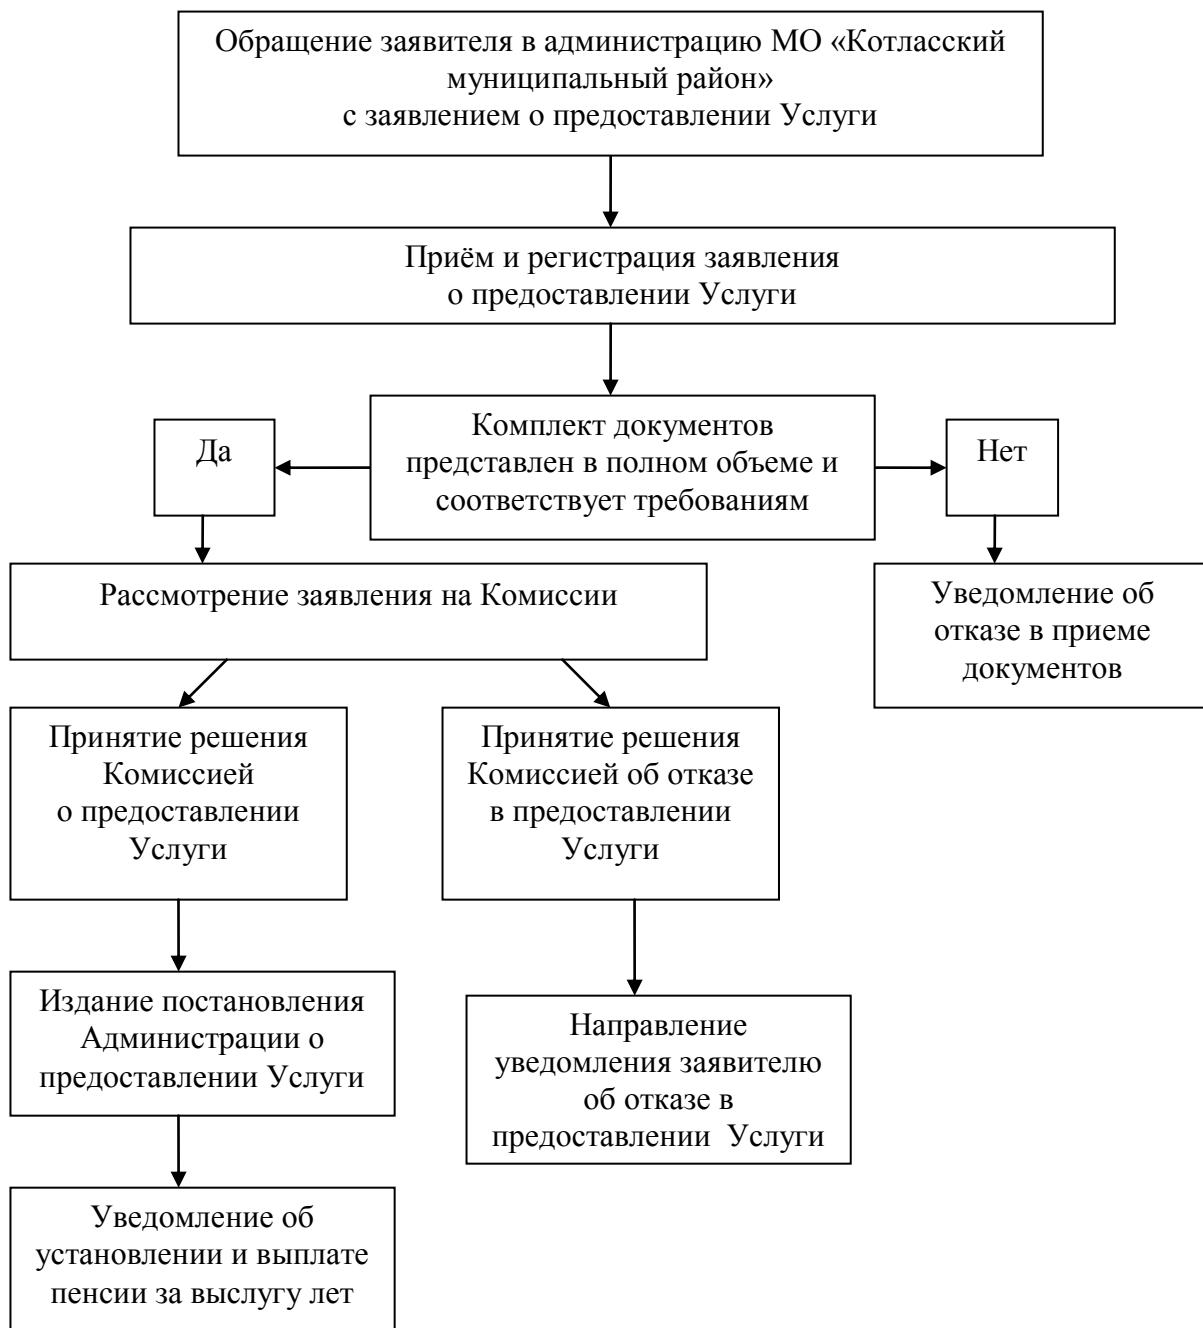 Обращение заявителя в администрацию МО «Котласский
муниципальный район»
с заявлением о предоставлении Услуги
Приём и регистрация заявления
о предоставлении Услуги
Комплект документов
представлен в полном объеме и
соответствует требованиям
Да
Нет
Рассмотрение заявления на Комиссии
Уведомление об
отказе в приеме
документов
Принятие решения
Комиссией
о предоставлении
Услуги
Принятие решения
Комиссией об отказе
в предоставлении
Услуги
Издание постановления
Администрации о
предоставлении Услуги
Направление
уведомления заявителю
об отказе в
предоставлении  Услуги
Уведомление об
установлении и выплате
пенсии за выслугу лет